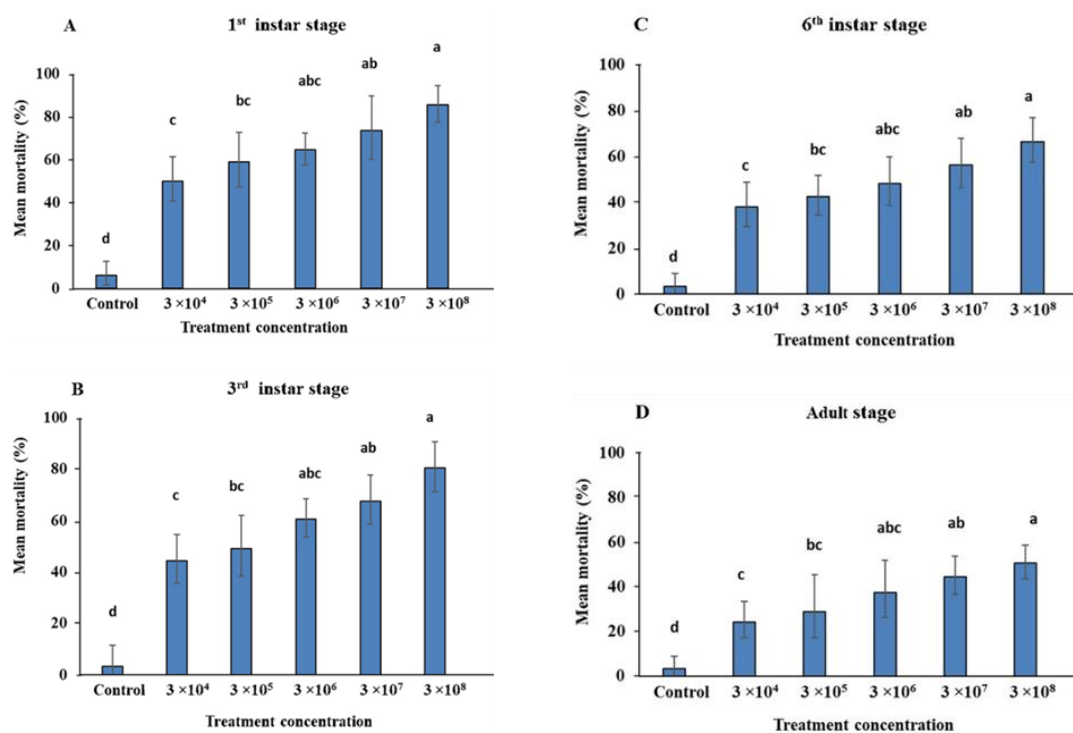 A
1st instar stage
Mean mortality (%)
100
80
60
40
20
0
d
c
bc
abc
ab
a
Control 3 ×10⁴ 3 ×10⁵ 3 ×10⁶ 3 ×10⁷ 3 ×10⁸
Treatment concentration
B
3rd instar stage
Mean mortality (%)
100
80
60
40
20
0
d
c
bc
abc
ab
a
Control 3 ×10⁴ 3 ×10⁵ 3 ×10⁶ 3 ×10⁷ 3 ×10⁸
Treatment concentration
C
6th instar stage
Mean mortality (%)
100
80
60
40
20
0
d
c
bc
abc
ab
a
Control 3 ×10⁴ 3 ×10⁵ 3 ×10⁶ 3 ×10⁷ 3 ×10⁸
Treatment concentration
D
Adult stage
Mean mortality (%)
100
80
60
40
20
0
d
c
bc
abc
ab
a
Control 3 ×10⁴ 3 ×10⁵ 3 ×10⁶ 3 ×10⁷ 3 ×10⁸
Treatment concentration